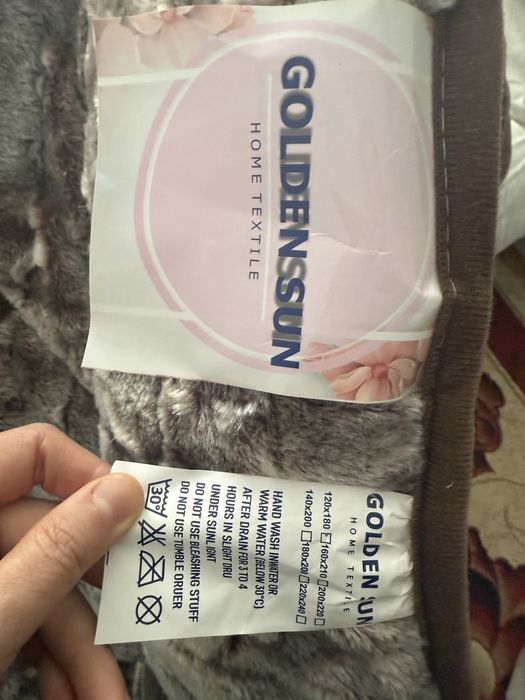 GOLDENSUN
HOME TEXTILE
GOLDEN SUN
HOME TEXTILE
120x180 160x210 200x220
140x200 180x20 220x240
HAND WASH INWATER OR
WARM WATER (BELOW 30°C)
AFTER DRAIN FOR 3 TO 4
HOURS IN SLIGHT DRU
UNDER SUNLIGHT
DO NOT USE BLEASHING STUFF
DO NOT USE TUMBLE ORUER
30°